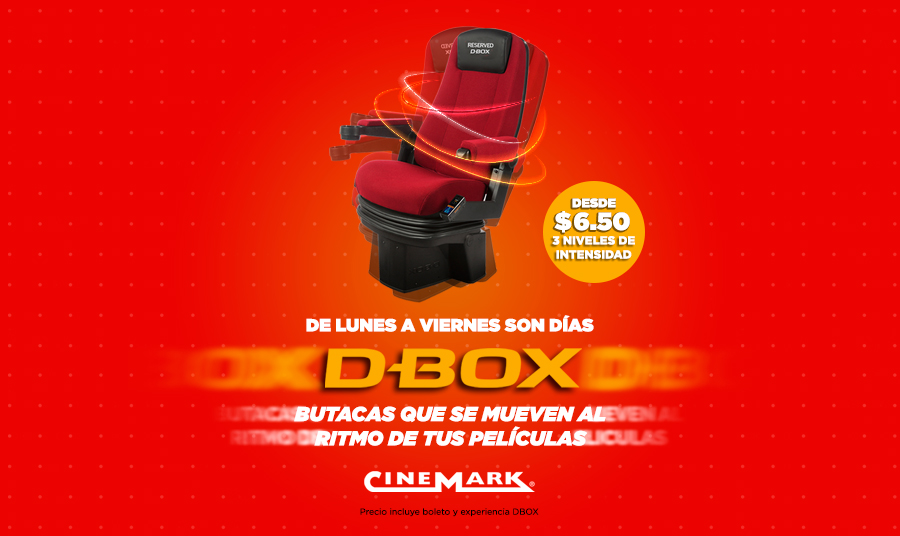 RESERVED
D-BOX
DESDE
$6.50
3 NIVELES DE
INTENSIDAD
DE LUNES A VIERNES SON DÍAS
D-BOX
BUTACAS QUE SE MUEVEN AL
RITMO DE TUS PELÍCULAS
CINEMARK®
Precio incluye boleto y experiencia DBOX